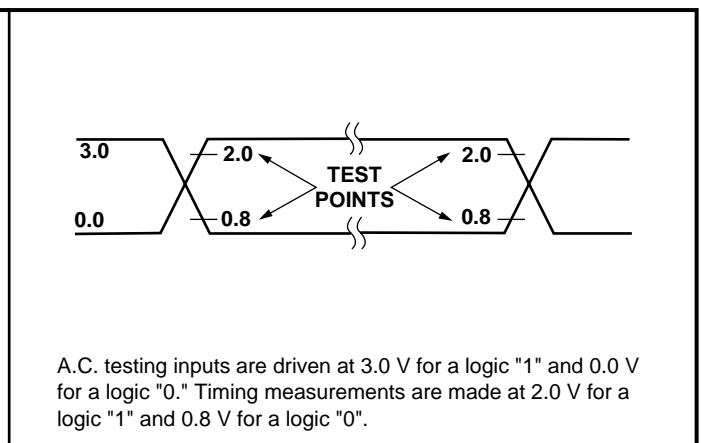 3.0
2.0
TEST
2.0
POINTS
0.0
0.8
0.8
A.C. testing inputs are driven at 3.0 V for a logic "1" and 0.0 V
for a logic "0." Timing measurements are made at 2.0 V for a
logic "1" and 0.8 V for a logic "0".